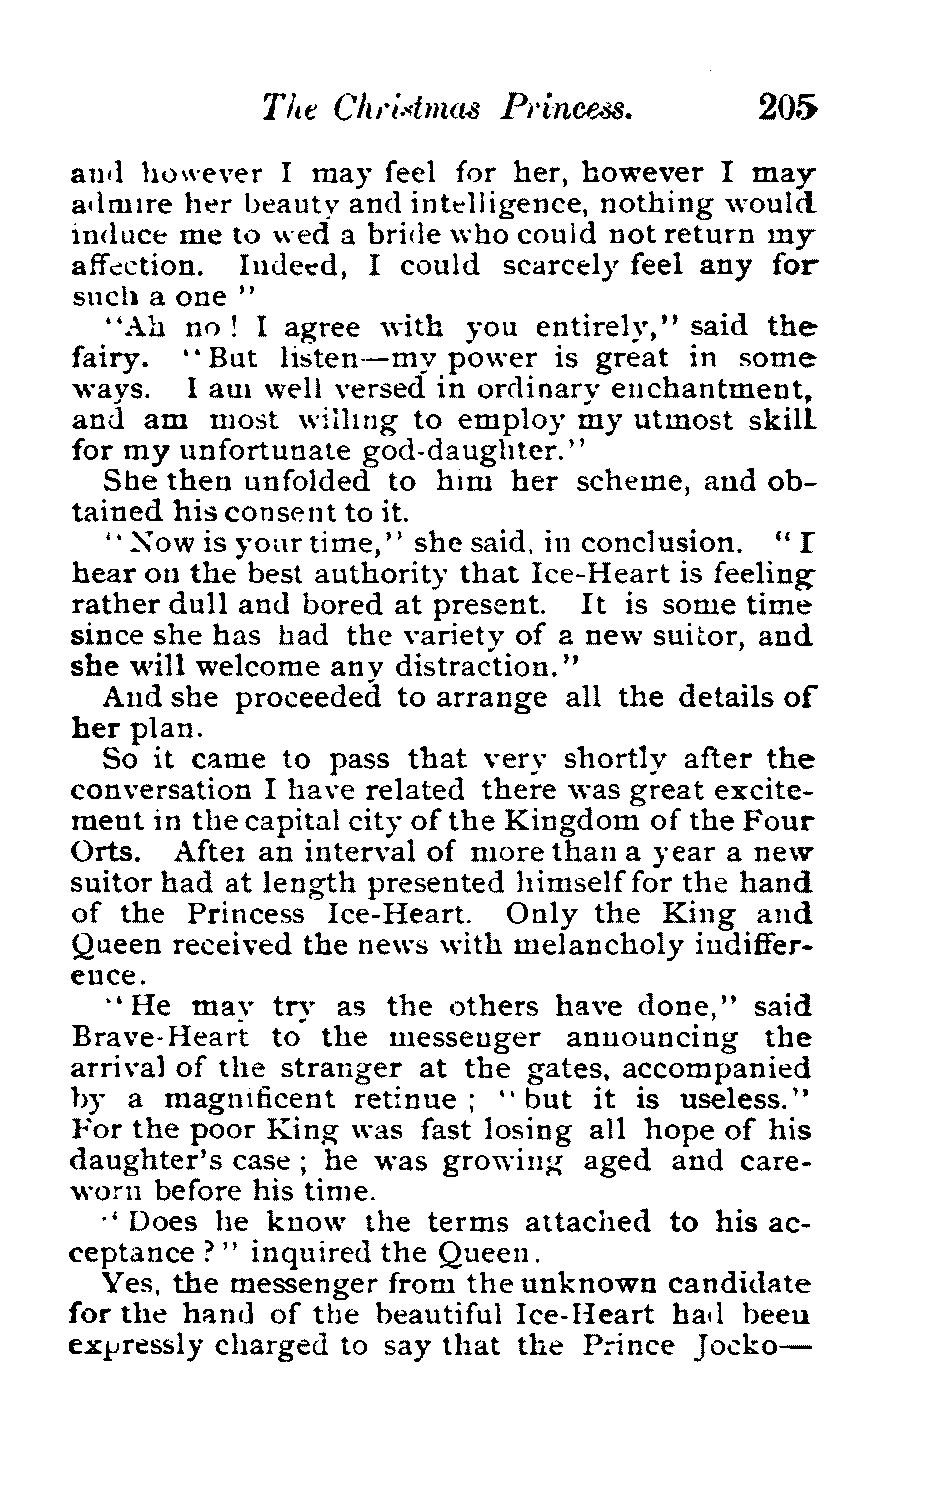 The Christmas Princess. 205
and however I may feel for her, however I may
admire her beauty and intelligence, nothing would
induce me to wed a bride who could not return my
affection. Indeed, I could scarcely feel any for
such a one "
"Ah no! I agree with you entirely," said the
fairy. "But listen—my power is great in some
ways. I am well versed in ordinary enchantment,
and am most willing to employ my utmost skill
for my unfortunate god-daughter."
She then unfolded to him her scheme, and ob-
tained his consent to it.
"Now is your time," she said, in conclusion. "I
hear on the best authority that Ice-Heart is feeling
rather dull and bored at present. It is some time
since she has had the variety of a new suitor, and
she will welcome any distraction."
And she proceeded to arrange all the details of
her plan.
So it came to pass that very shortly after the
conversation I have related there was great excite-
ment in the capital city of the Kingdom of the Four
Orts. After an interval of more than a year a new
suitor had at length presented himself for the hand
of the Princess Ice-Heart. Only the King and
Queen received the news with melancholy indiffer-
ence.
"He may try as the others have done," said
Brave-Heart to the messenger announcing the
arrival of the stranger at the gates, accompanied
by a magnificent retinue ; "but it is useless."
For the poor King was fast losing all hope of his
daughter's case ; he was growing aged and care-
worn before his time.
"Does he know the terms attached to his ac-
ceptance ?" inquired the Queen.
Yes, the messenger from the unknown candidate
for the hand of the beautiful Ice-Heart had been
expressly charged to say that the Prince Jocko—